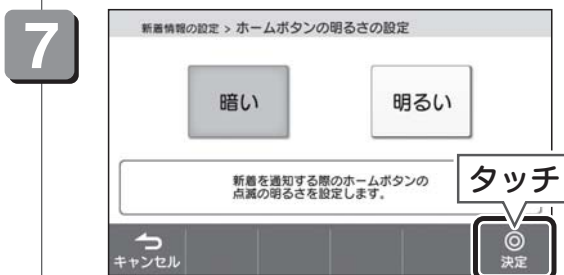 7
新着情報の設定 > ホームボタンの明るさの設定
暗い
明るい
新着を通知する際のホームボタンの
点滅の明るさを設定します。
タッチ
キャンセル
決定